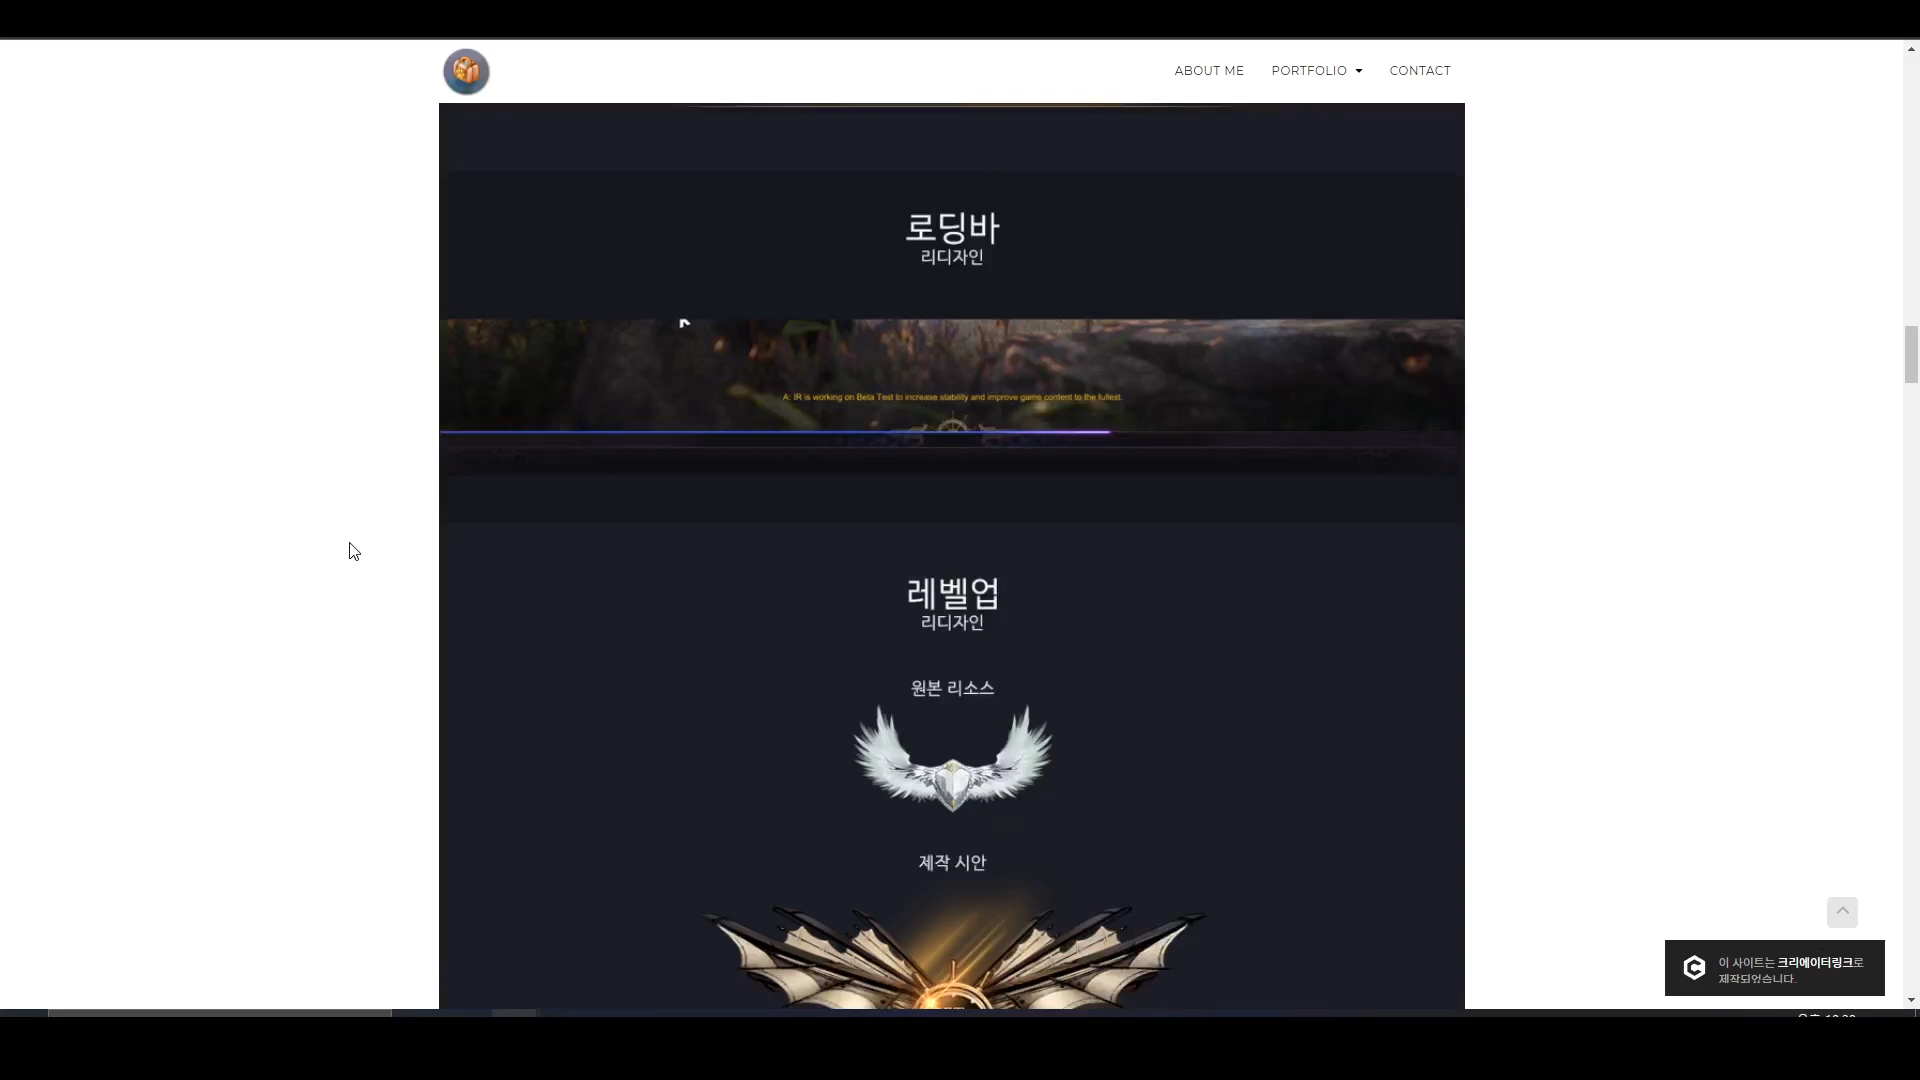 ABOUT ME PORTFOLIO CONTACT
로딩바
리디자인
A: IR is working on Beta Test to increase stability and improve game content to the fullest.
레벨업
리디자인
원본 리소스
제작 시안
이 사이트는 크리에이터링크로
제작되었습니다.